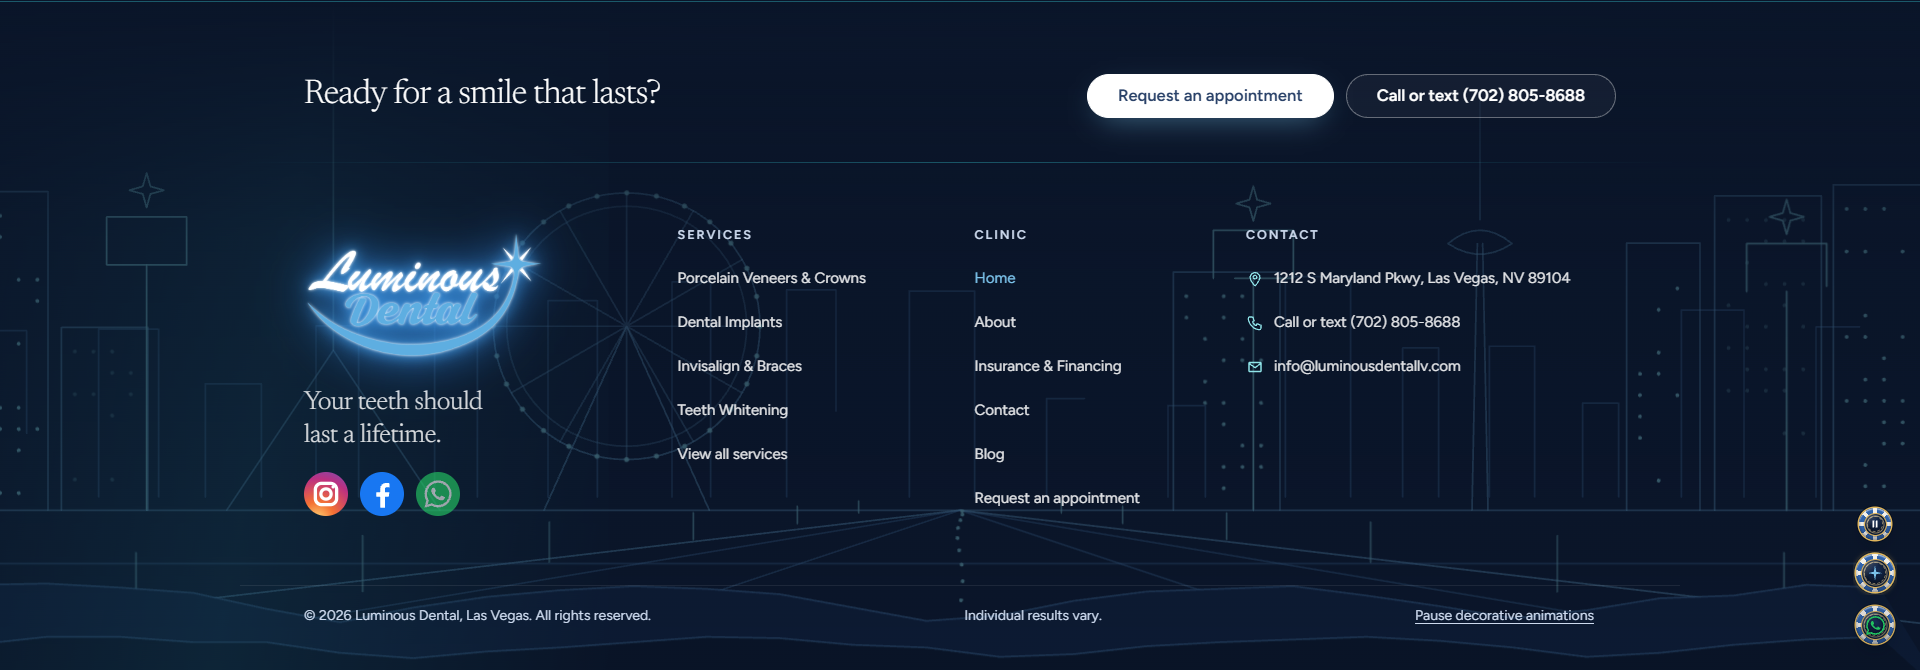 Ready for a smile that lasts?
Request an appointment
Call or text (702) 805-8688
Luminous
Dental
Your teeth should
last a lifetime.
SERVICES
Porcelain Veneers & Crowns
Dental Implants
Invisalign & Braces
Teeth Whitening
View all services
CLINIC
Home
About
Insurance & Financing
Contact
Blog
Request an appointment
CONTACT
1212 S Maryland Pkwy, Las Vegas, NV 89104
Call or text (702) 805-8688
info@luminousdentallv.com
© 2026 Luminous Dental, Las Vegas. All rights reserved.
Individual results vary.
Pause decorative animations